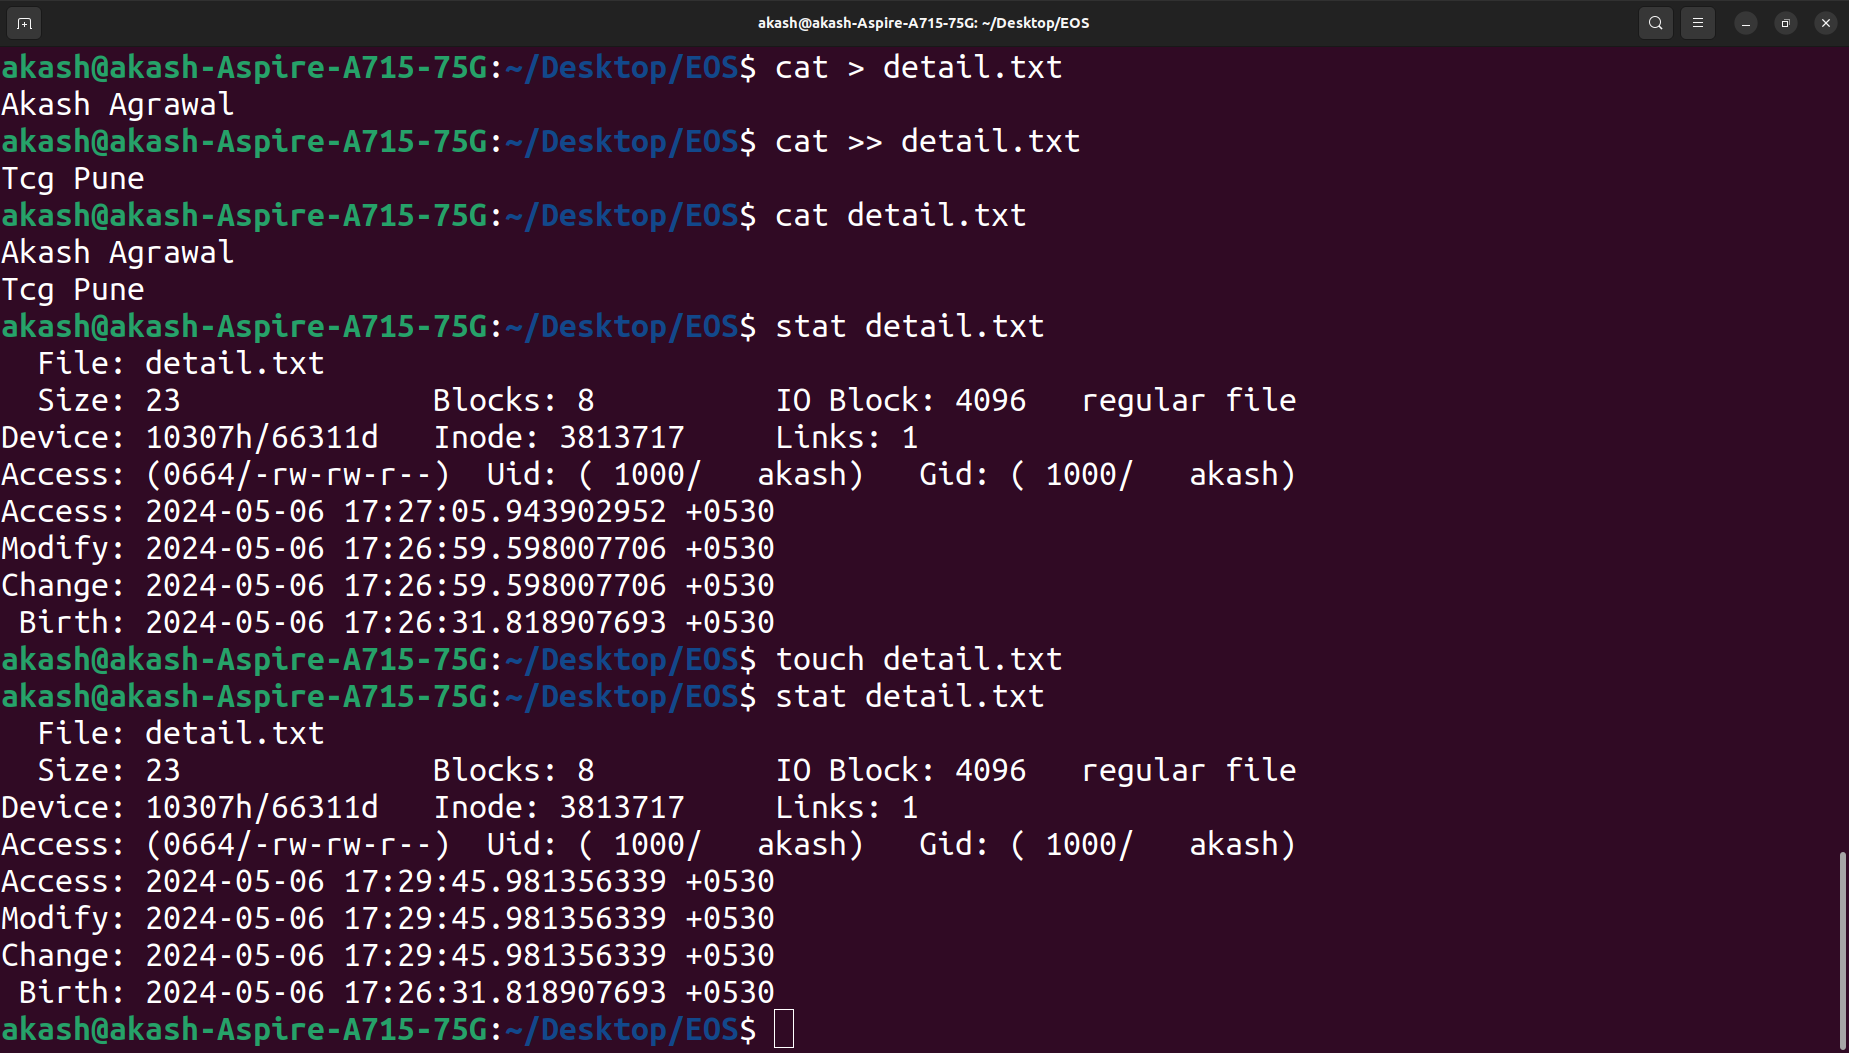 akash@akash-Aspire-A715-75G: ~/Desktop/EOS
akash@akash-Aspire-A715-75G:~/Desktop/EOS$ cat > detail.txt
Akash Agrawal
akash@akash-Aspire-A715-75G:~/Desktop/EOS$ cat >> detail.txt
Tcg Pune
akash@akash-Aspire-A715-75G:~/Desktop/EOS$ cat detail.txt
Akash Agrawal
Tcg Pune
akash@akash-Aspire-A715-75G:~/Desktop/EOS$ stat detail.txt
  File: detail.txt
  Size: 23              Blocks: 8          IO Block: 4096   regular file
Device: 10307h/66311d   Inode: 3813717     Links: 1
Access: (0664/-rw-rw-r--)  Uid: ( 1000/   akash)   Gid: ( 1000/   akash)
Access: 2024-05-06 17:27:05.943902952 +0530
Modify: 2024-05-06 17:26:59.598007706 +0530
Change: 2024-05-06 17:26:59.598007706 +0530
 Birth: 2024-05-06 17:26:31.818907693 +0530
akash@akash-Aspire-A715-75G:~/Desktop/EOS$ touch detail.txt
akash@akash-Aspire-A715-75G:~/Desktop/EOS$ stat detail.txt
  File: detail.txt
  Size: 23              Blocks: 8          IO Block: 4096   regular file
Device: 10307h/66311d   Inode: 3813717     Links: 1
Access: (0664/-rw-rw-r--)  Uid: ( 1000/   akash)   Gid: ( 1000/   akash)
Access: 2024-05-06 17:29:45.981356339 +0530
Modify: 2024-05-06 17:29:45.981356339 +0530
Change: 2024-05-06 17:29:45.981356339 +0530
 Birth: 2024-05-06 17:26:31.818907693 +0530
akash@akash-Aspire-A715-75G:~/Desktop/EOS$